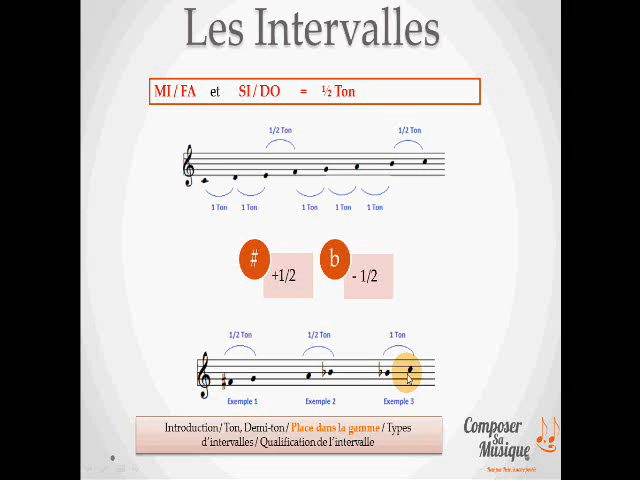 Les Intervalles
MI / FA et SI / DO = ½ Ton
1/2 Ton 1/2 Ton
1 Ton 1 Ton 1 Ton 1 Ton 1 Ton
# +1/2 b - 1/2
1/2 Ton 1/2 Ton 1 Ton
Exemple 1 Exemple 2 Exemple 3
Introduction / Ton, Demi-ton / Place dans la gamme / Types
d'intervalles / Qualification de l'intervalle
Composer
Sa
Musique